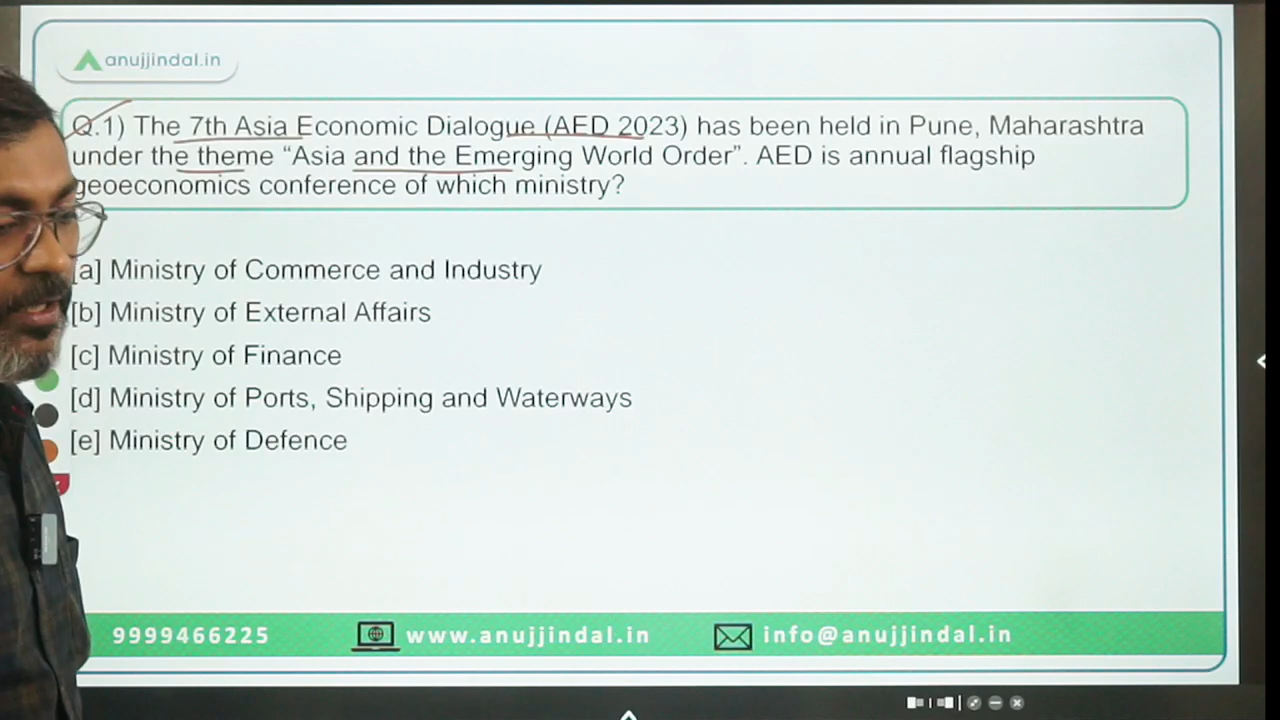 anujjindal.in
Q.1) The 7th Asia Economic Dialogue (AED 2023) has been held in Pune, Maharashtra
under the theme “Asia and the Emerging World Order”. AED is annual flagship
geoeconomics conference of which ministry?
[a] Ministry of Commerce and Industry
[b] Ministry of External Affairs
[c] Ministry of Finance
[d] Ministry of Ports, Shipping and Waterways
[e] Ministry of Defence
9999466225 www.anujjindal.in info@anujjindal.in